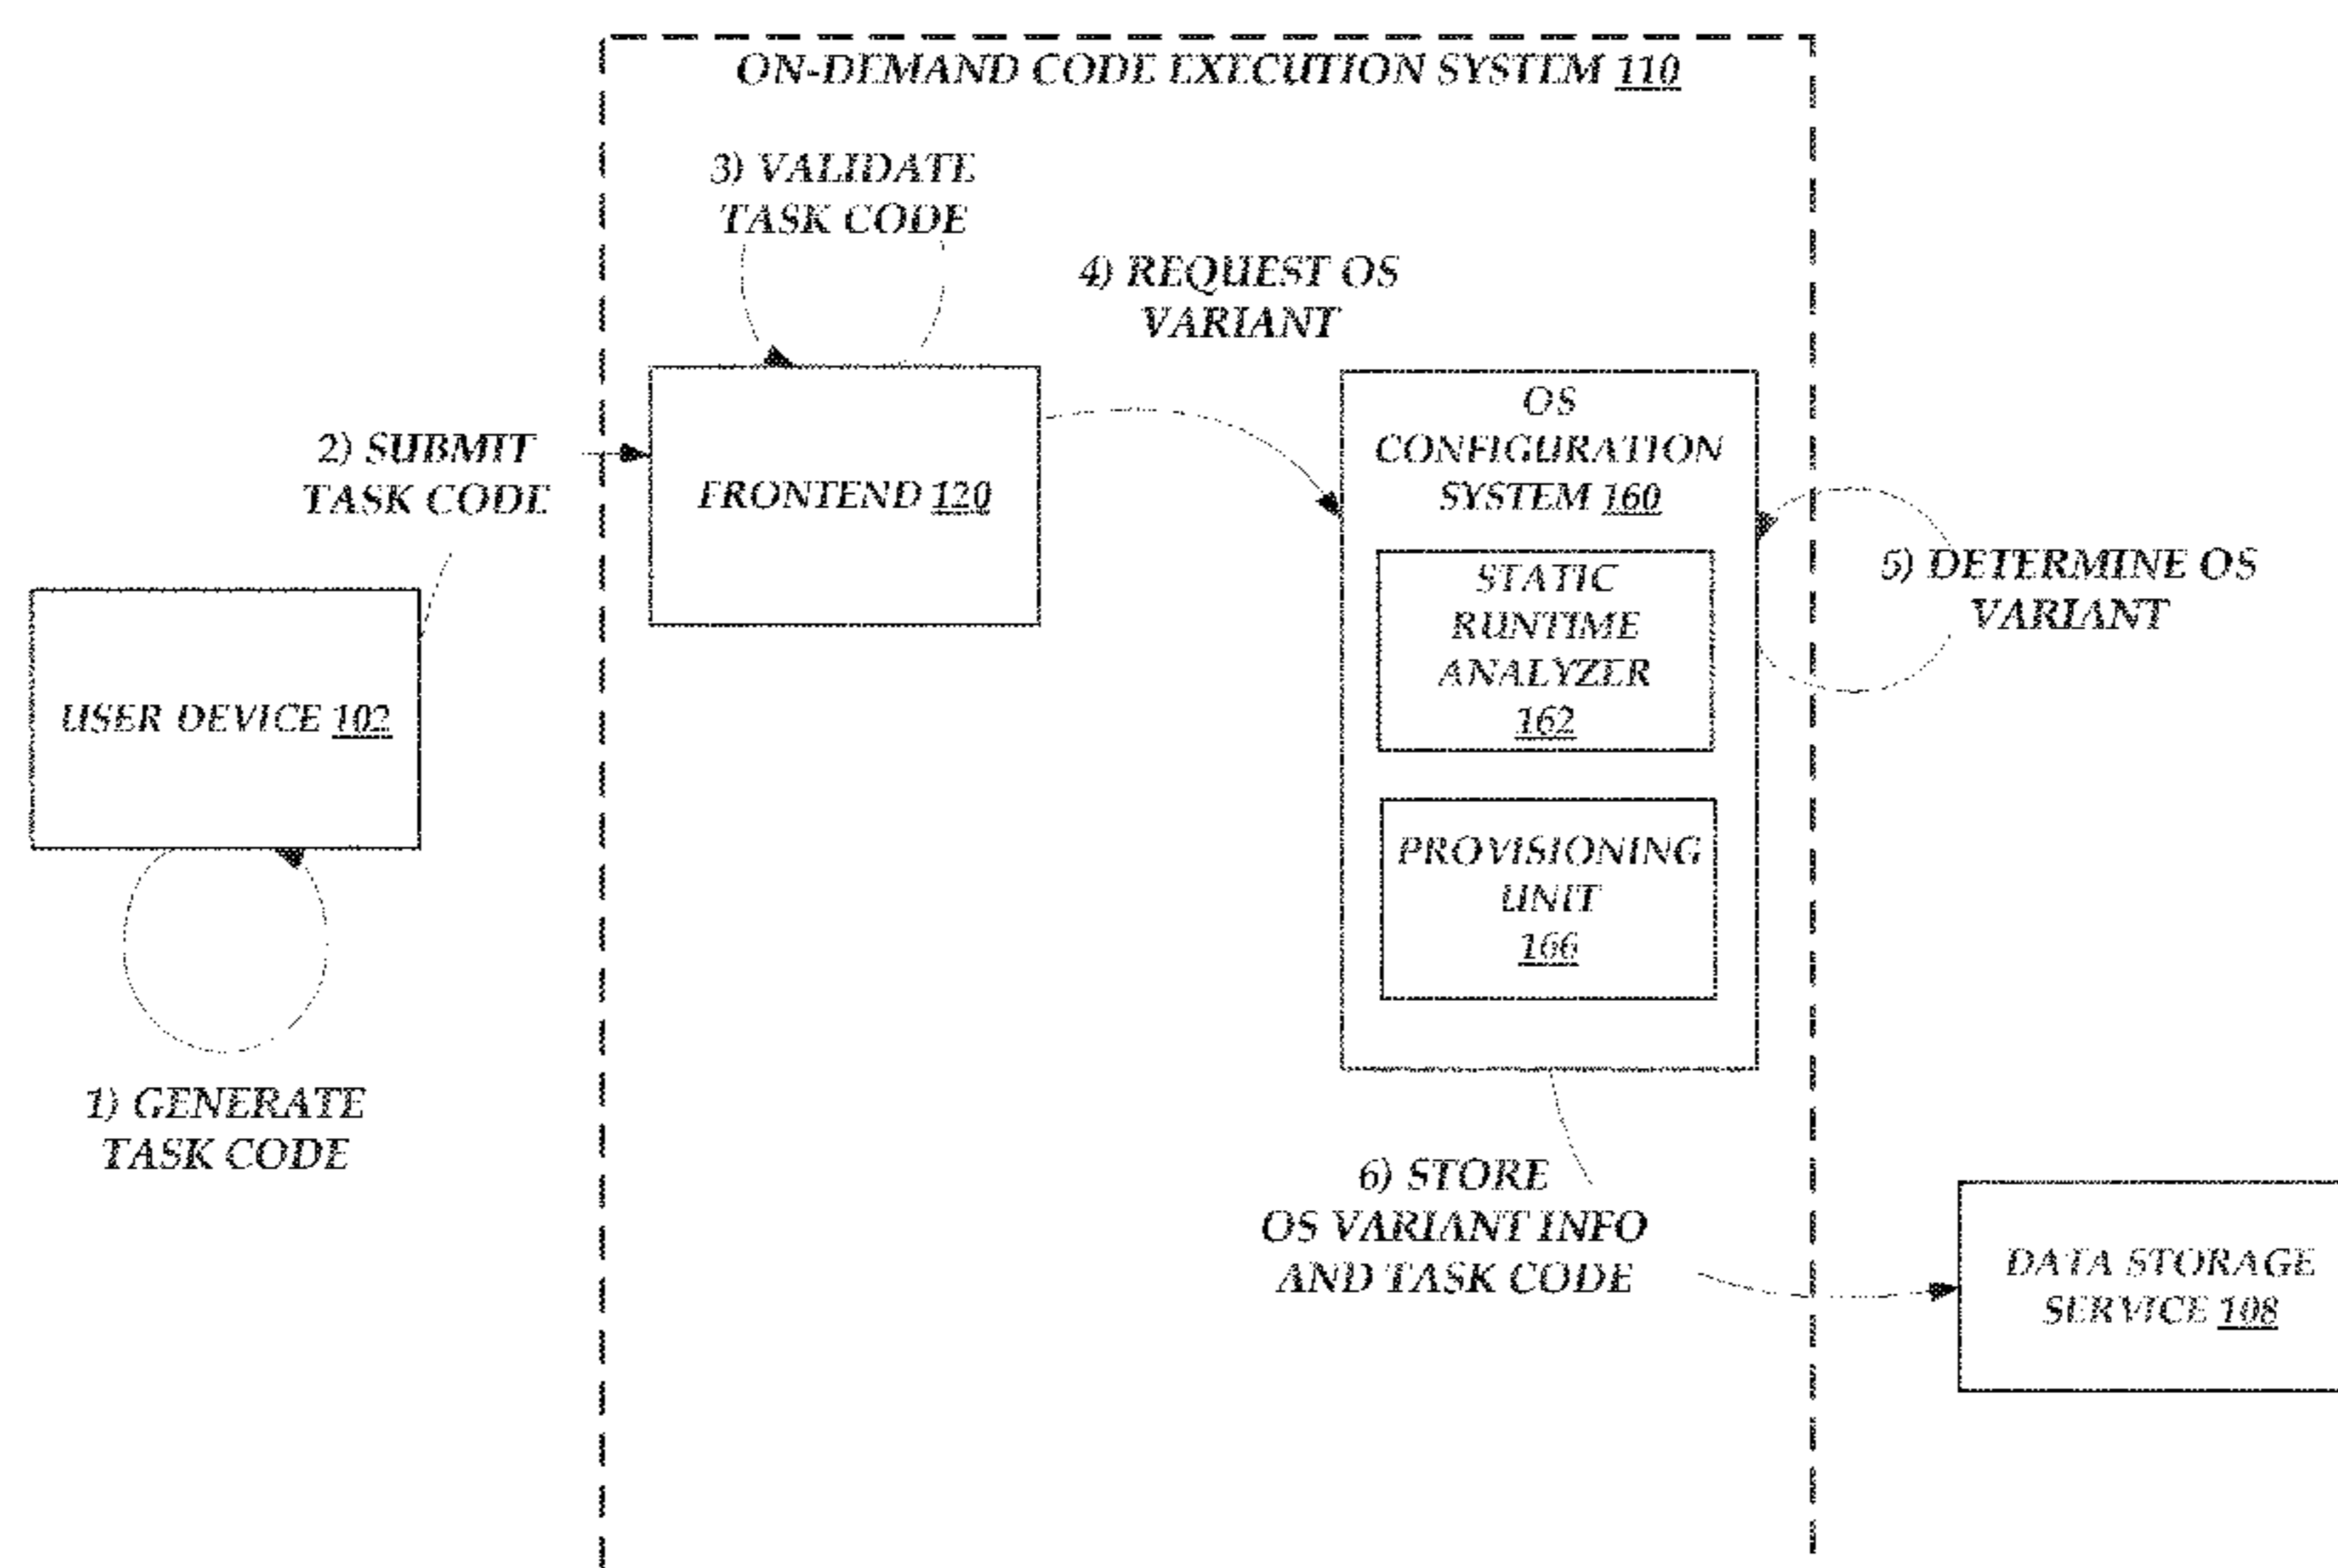 ON-DEMAND CODE EXECUTION SYSTEM 110
3) VALIDATE
TASK CODE
4) REQUEST OS
VARIANT
2) SUBMIT
TASK CODE
FRONTEND 120
OS
CONFIGURATION
SYSTEM 160
STATIC
RUNTIME
ANALYZER
162
5) DETERMINE OS
VARIANT
USER DEVICE 102
PROVISIONING
UNIT
166
1) GENERATE
TASK CODE
6) STORE
OS VARIANT INFO
AND TASK CODE
DATA STORAGE
SERVICE 108